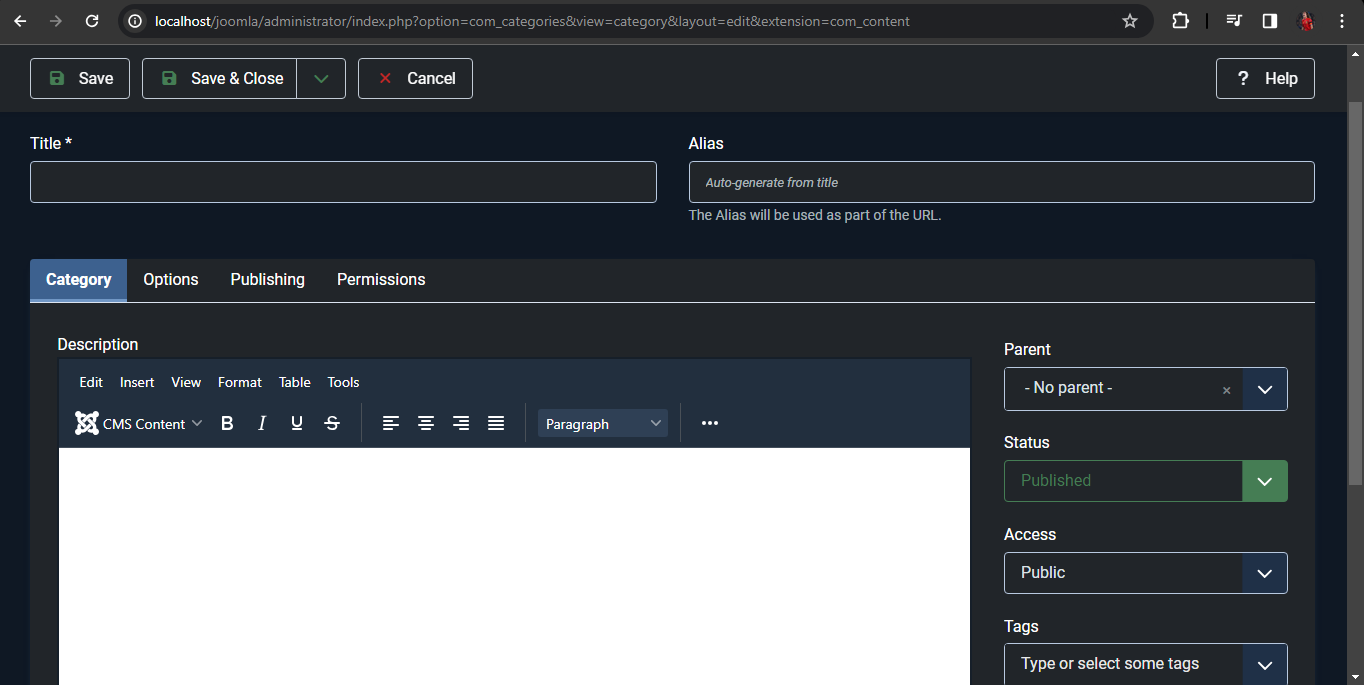 localhost/joomla/administrator/index.php?option=com_categories&view=category&layout=edit&extension=com_content
Save
Save & Close
Cancel
? Help
Title *
Alias
Auto-generate from title
The Alias will be used as part of the URL.
Category
Options
Publishing
Permissions
Description
Edit Insert View Format Table Tools
CMS Content B I U S Paragraph
Parent
- No parent -
Status
Published
Access
Public
Tags
Type or select some tags